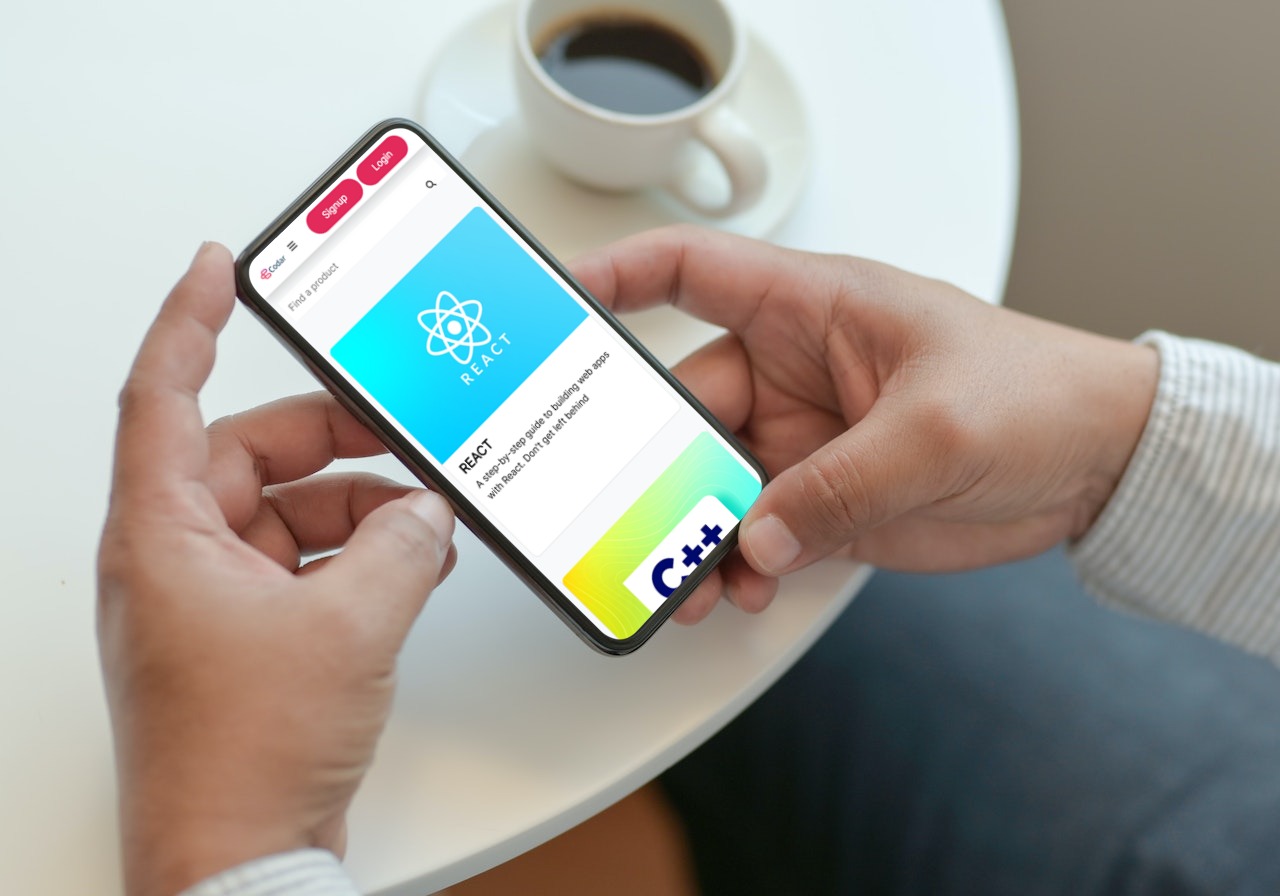 Codar
Signup
Login
Find a product
REACT
REACT
A step-by-step guide to building web apps
with React. Don't get left behind
C++